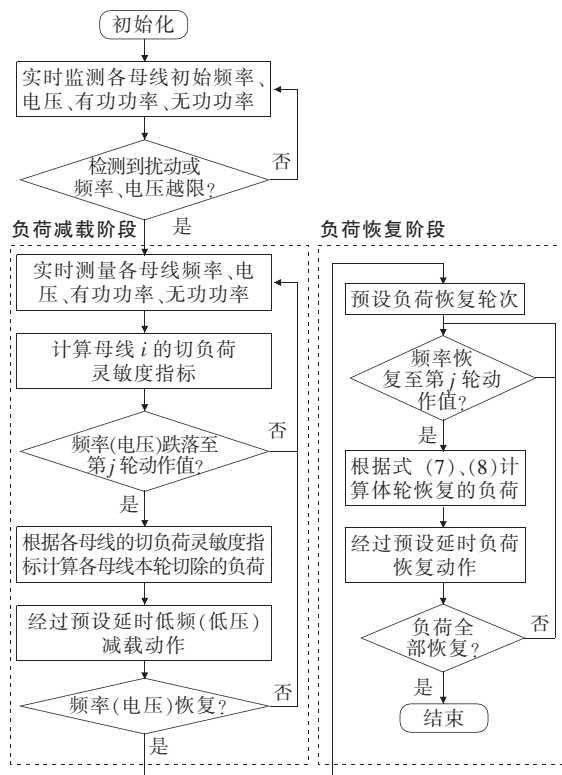 初始化
实时监测各母线初始频率、
电压、有功功率、无功功率
检测到扰动或
频率、电压越限?
否
是
负荷减载阶段
实时测量各母线频率、电
压、有功功率、无功功率
计算母线 i 的切负荷
灵敏度指标
频率(电压)跌落至
第 j 轮动作值?
否
是
根据各母线的切负荷灵敏度指
标计算各母线本轮切除的负荷
经过预设延时低频(低压)
减载动作
频率(电压)恢复?
否
是
负荷恢复阶段
预设负荷恢复轮次
频率恢
复至第 j 轮动
作值?
是
根据式 (7)、(8)计
算体轮恢复的负荷
经过预设延时负荷
恢复动作
负荷全
部恢复?
否
是
结束